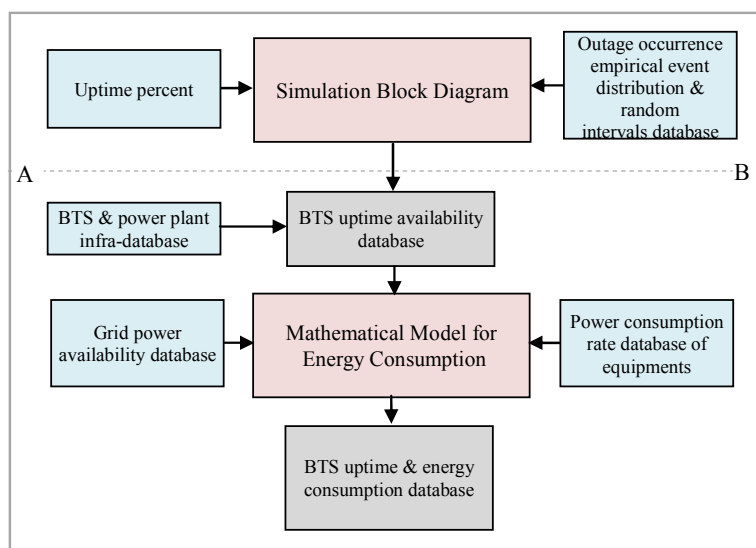 Uptime percent
Simulation Block Diagram
Outage occurrence
empirical event
distribution &
random
intervals database
A
B
BTS & power plant
infra-database
BTS uptime availability
database
Grid power
availability database
Mathematical Model for
Energy Consumption
Power consumption
rate database of
equipments
BTS uptime & energy
consumption database